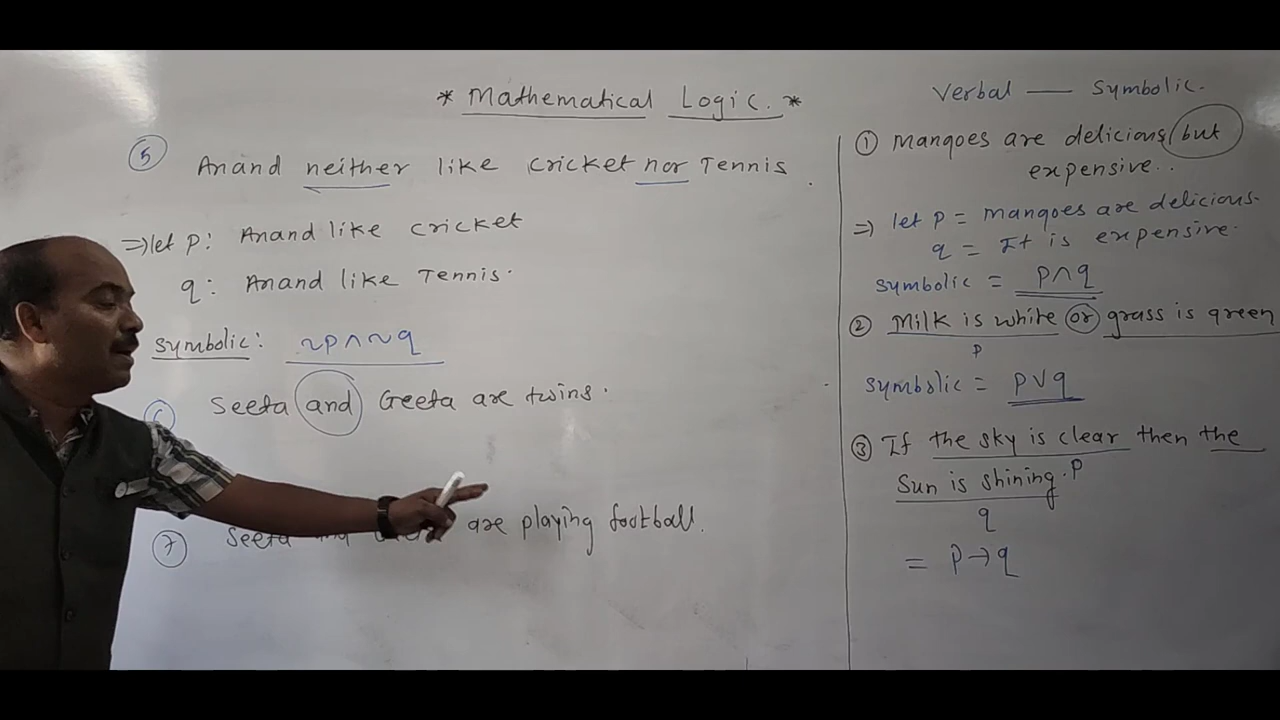 * Mathematical Logic. *
5 Anand neither like cricket nor Tennis.
⇒ let p: Anand like cricket
q: Anand like Tennis.
Symbolic: ~p∧~q
6 Seeta and Geeta are twins.
7 Seeta are playing football.
Verbal — Symbolic.
① Mangoes are delicious but
expensive..
⇒ let p = mangoes are delicious.
q = It is expensive.
Symbolic = p∧q
② Milk is white or grass is green
p
Symbolic = p∨q
③ If the sky is clear then the
Sun is shining. p
q
= p→q